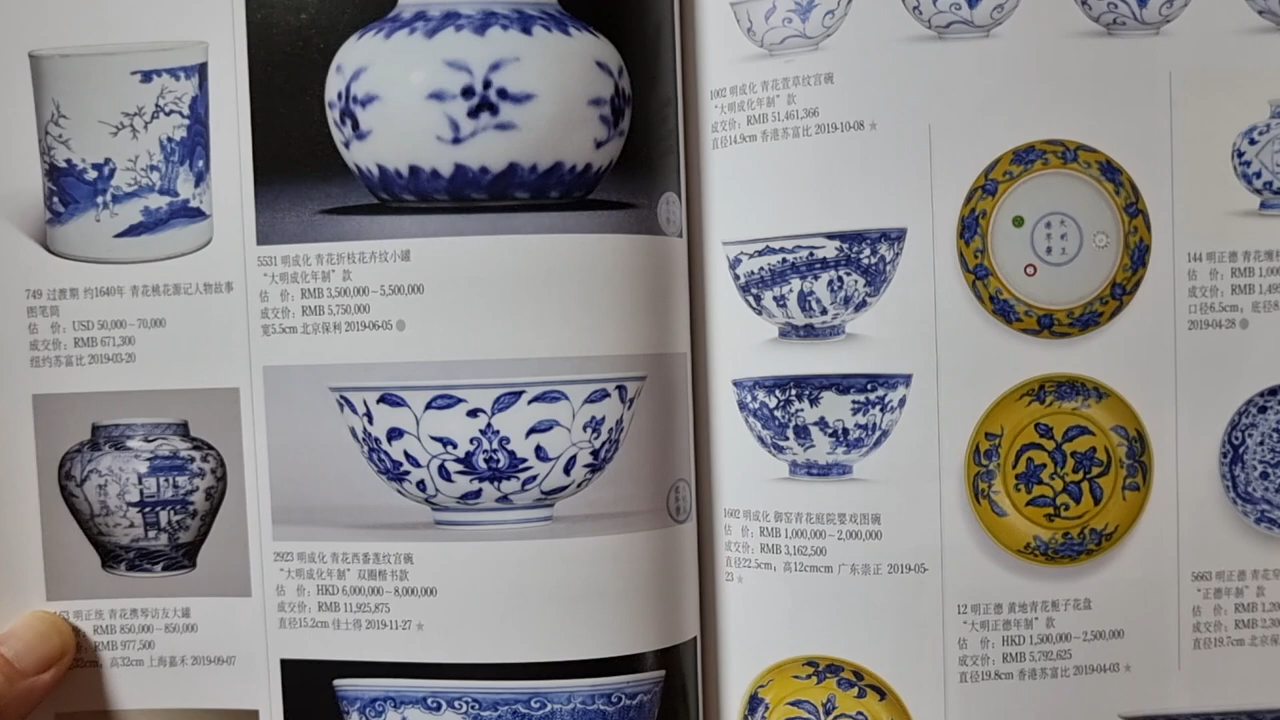 749 过渡期 约1640年 青花桃花源记人物故事
图笔筒
估　价：USD 50,000~70,000
成交价：RMB 671,300
纽约苏富比 2019-03-20
163 明正统 青花携琴访友大罐
RMB 850,000~850,000
RMB 977,500
32cm，高32cm 上海嘉禾 2019-09-07
5531 明成化 青花折枝花卉纹小罐
“大明成化年制”款
估　价：RMB 3,500,000~5,500,000
成交价：RMB 5,750,000
宽5.5cm 北京保利 2019-06-05
2923 明成化 青花西番莲纹宫碗
“大明成化年制”双圈楷书款
估　价：HKD 6,000,000~8,000,000
成交价：RMB 11,925,875
直径15.2cm 佳士得 2019-11-27 ★
1002 明成化 青花萱草纹宫碗
“大明成化年制”款
成交价：RMB 51,461,366
直径14.9cm 香港苏富比 2019-10-08 ★
1602 明成化 御窑青花庭院婴戏图碗
估　价：RMB 1,000,000~2,000,000
成交价：RMB 3,162,500
直径22.5cm，高12cmcm 广东崇正 2019-05-
23 ★
12 明正德 黄地青花栀子花盘
“大明正德年制”款
估　价：HKD 1,500,000~2,500,000
成交价：RMB 5,792,625
直径19.8cm 香港苏富比 2019-04-03 ★
144 明正德 青花缠
估　价：RMB 1,00
成交价：RMB 1,49
口径6.5cm，底径8
2019-04-28
5663 明正德 青花
“正德年制”款
估　价：RMB 1,20
成交价：RMB 2,30
直径19.7cm 北京